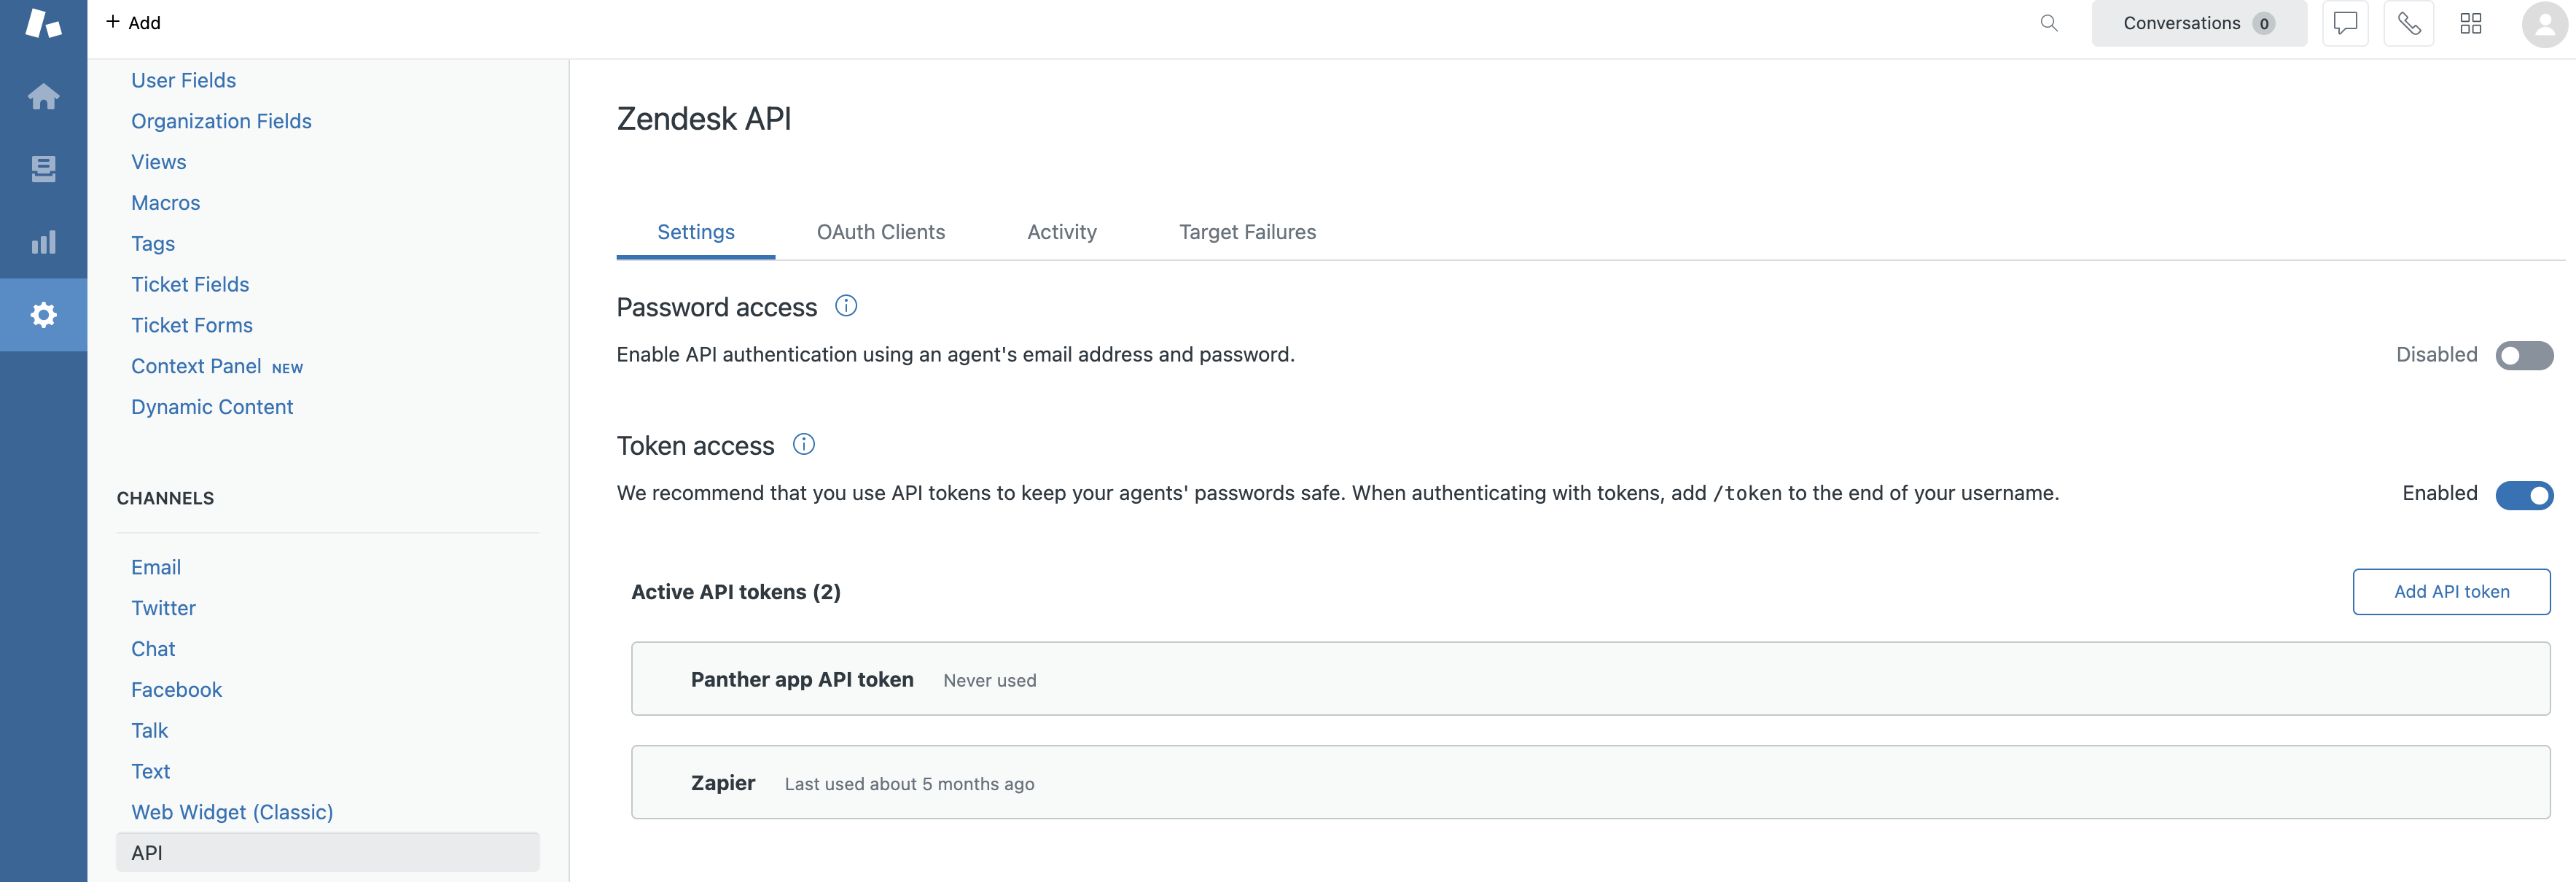 + Add
Conversations 0
User Fields
Organization Fields
Views
Macros
Tags
Ticket Fields
Ticket Forms
Context Panel NEW
Dynamic Content
CHANNELS
Email
Twitter
Chat
Facebook
Talk
Text
Web Widget (Classic)
API
Zendesk API
Settings OAuth Clients Activity Target Failures
Password access
Enable API authentication using an agent's email address and password. Disabled
Token access
We recommend that you use API tokens to keep your agents' passwords safe. When authenticating with tokens, add /token to the end of your username. Enabled
Active API tokens (2) Add API token
Panther app API token Never used
Zapier Last used about 5 months ago